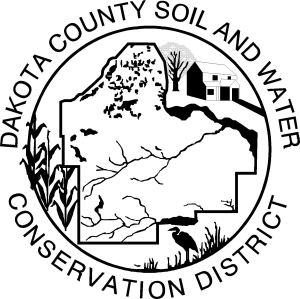 DAKOTA COUNTY SOIL AND WATER
CONSERVATION DISTRICT